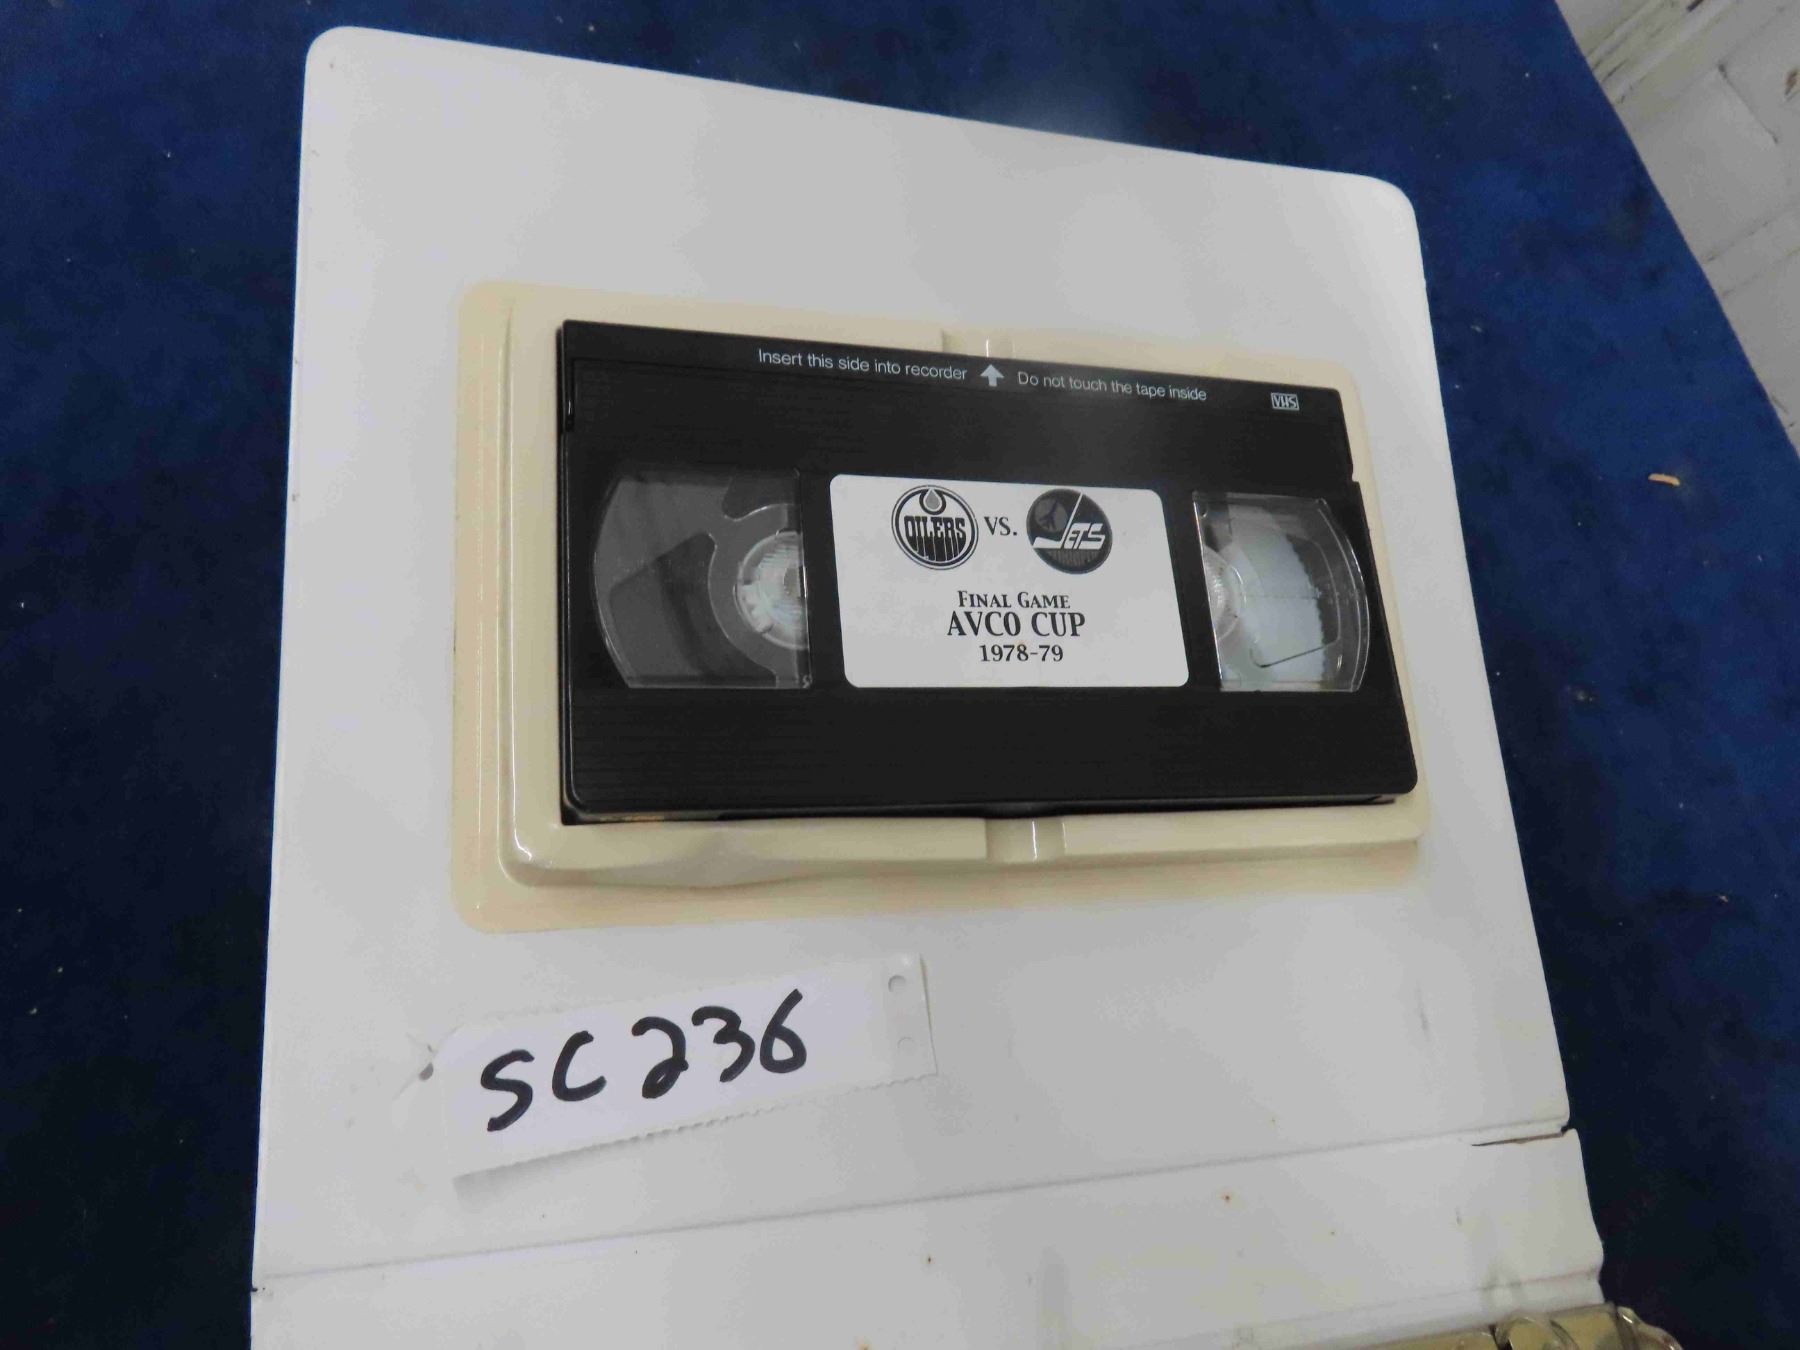 Insert this side into recorder Do not touch the tape inside
VHS
OILERS VS. JETS
FINAL GAME
AVCO CUP
1978-79
SC236